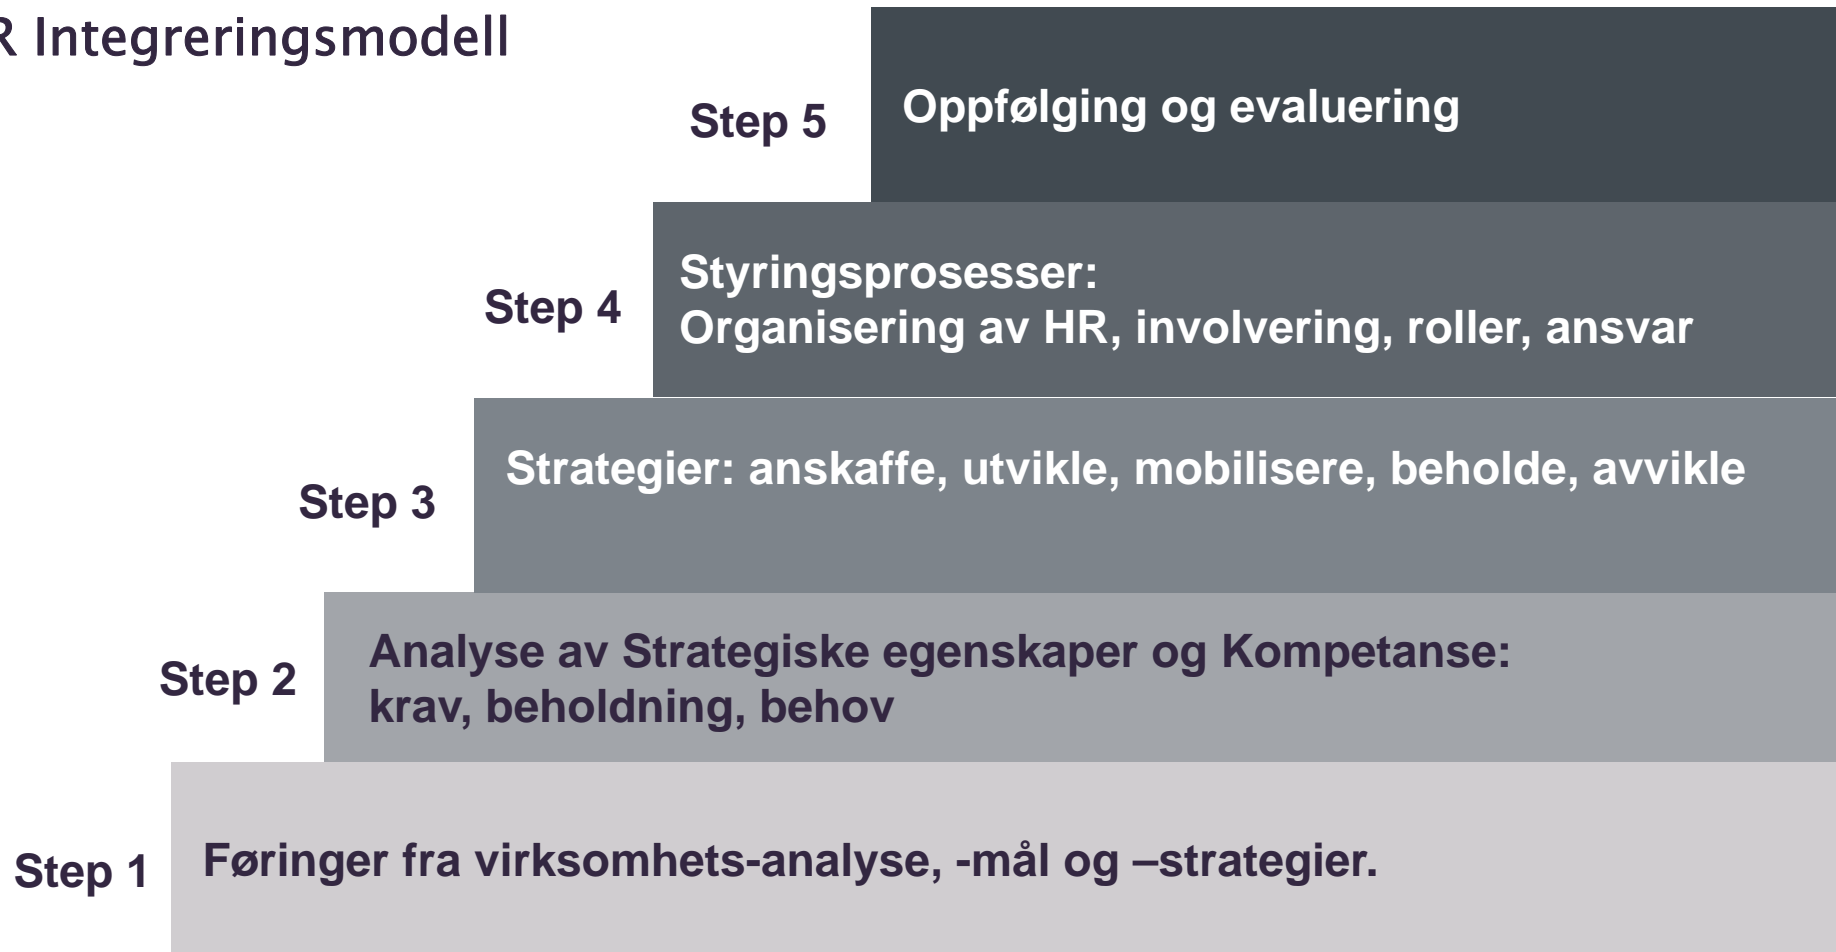 R Integreringsmodell
Step 5
Oppfølging og evaluering
Step 4
Styringsprosesser:
Organisering av HR, involvering, roller, ansvar
Step 3
Strategier: anskaffe, utvikle, mobilisere, beholde, avvikle
Step 2
Analyse av Strategiske egenskaper og Kompetanse:
krav, beholdning, behov
Step 1
Føringer fra virksomhets-analyse, -mål og –strategier.